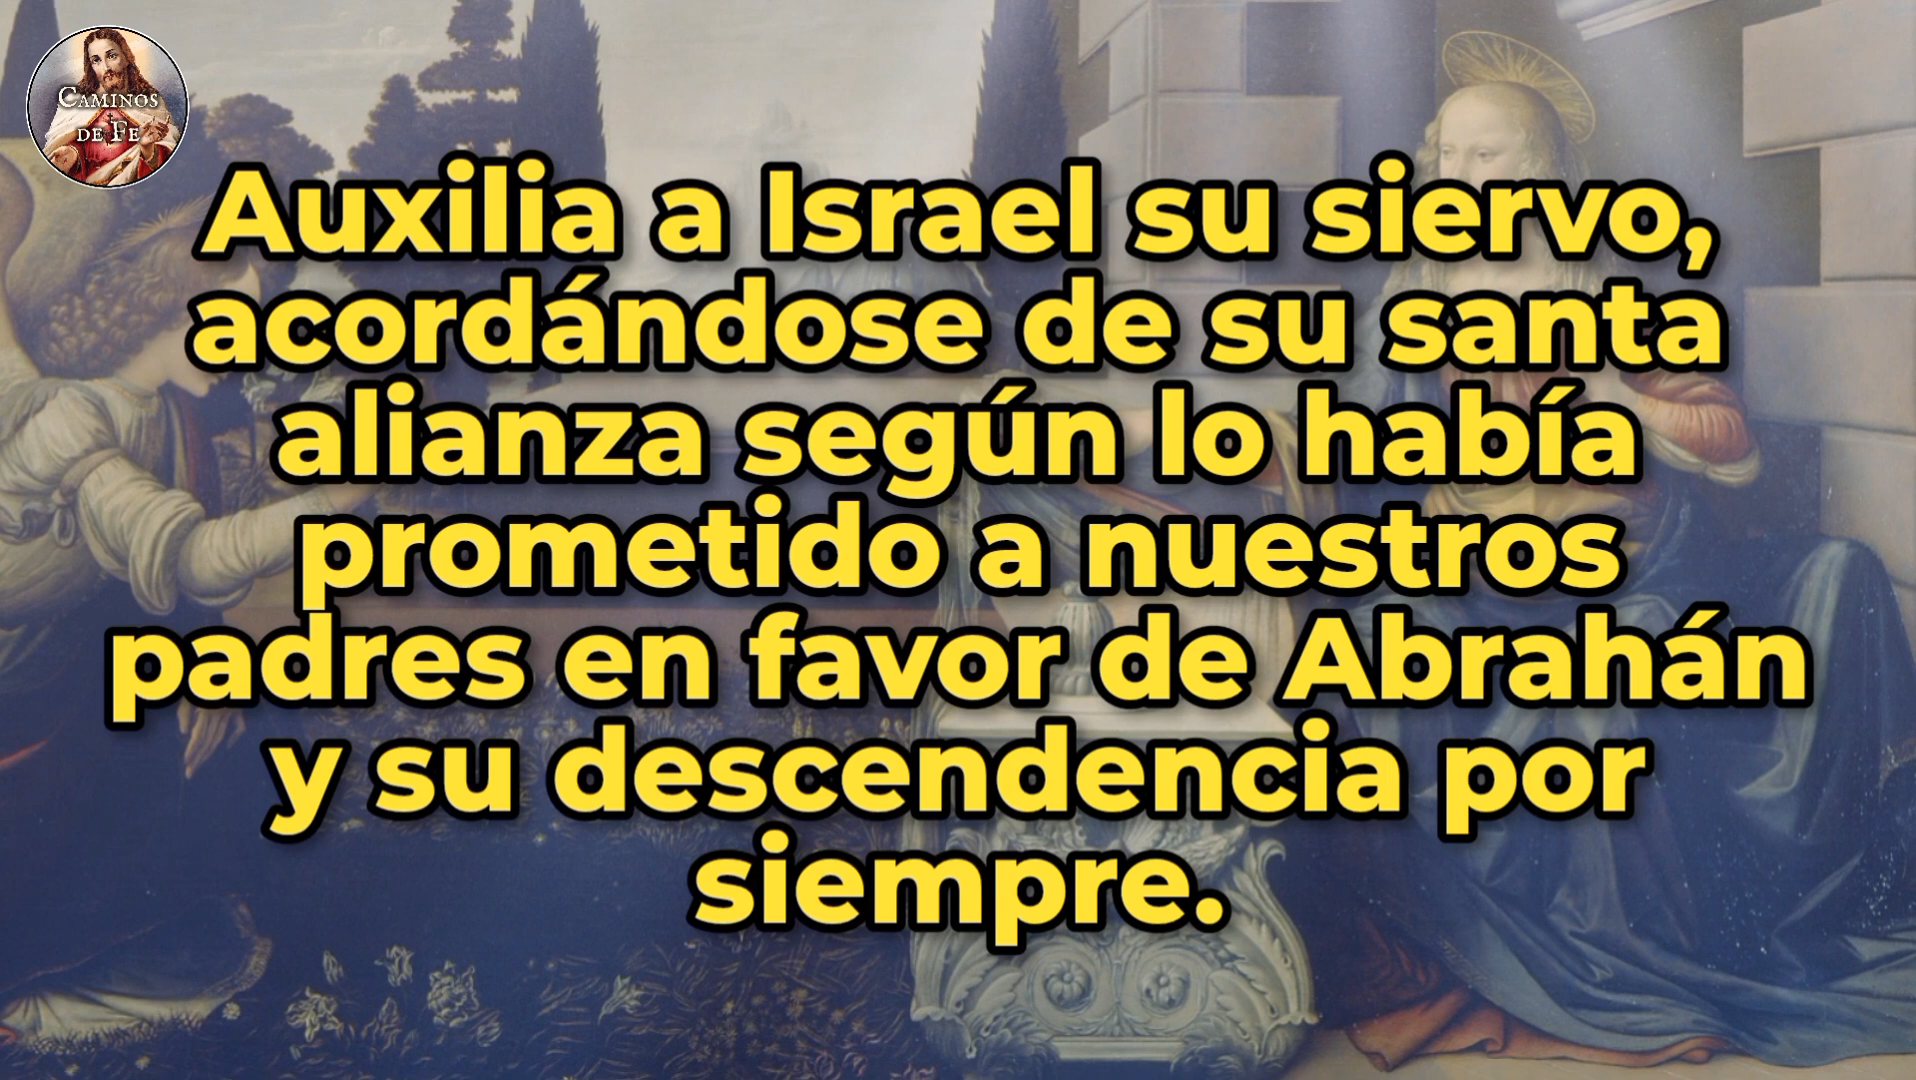 CAMINOS
DE FE
Auxilia a Israel su siervo,
acordándose de su santa
alianza según lo había
prometido a nuestros
padres en favor de Abrahán
y su descendencia por
siempre.